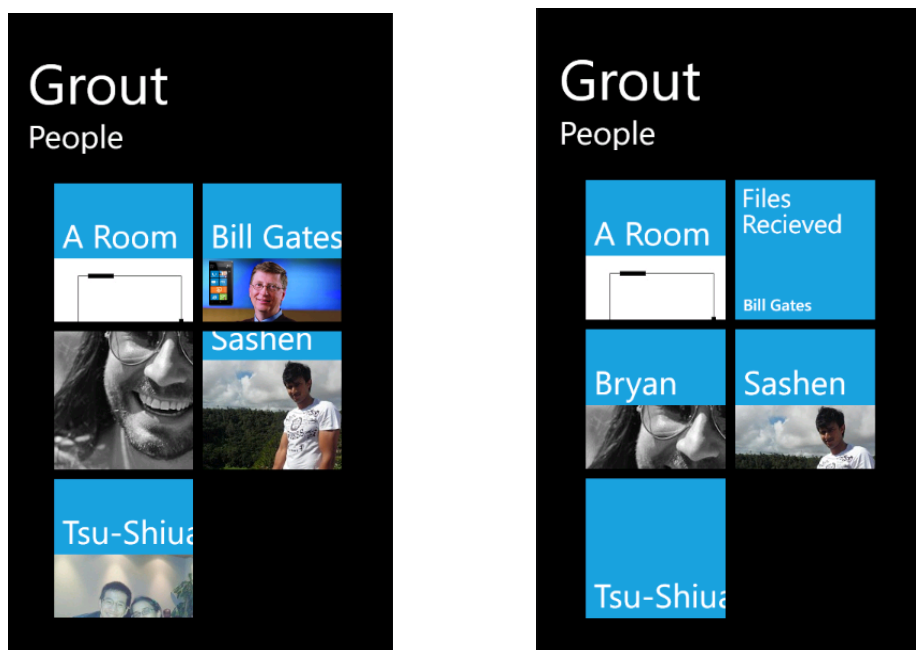 Grout
People
A Room
Bill Gates
Sashen
Tsu-Shiua
Grout
People
A Room
Files
Recieved
Bill Gates
Bryan
Sashen
Tsu-Shiua